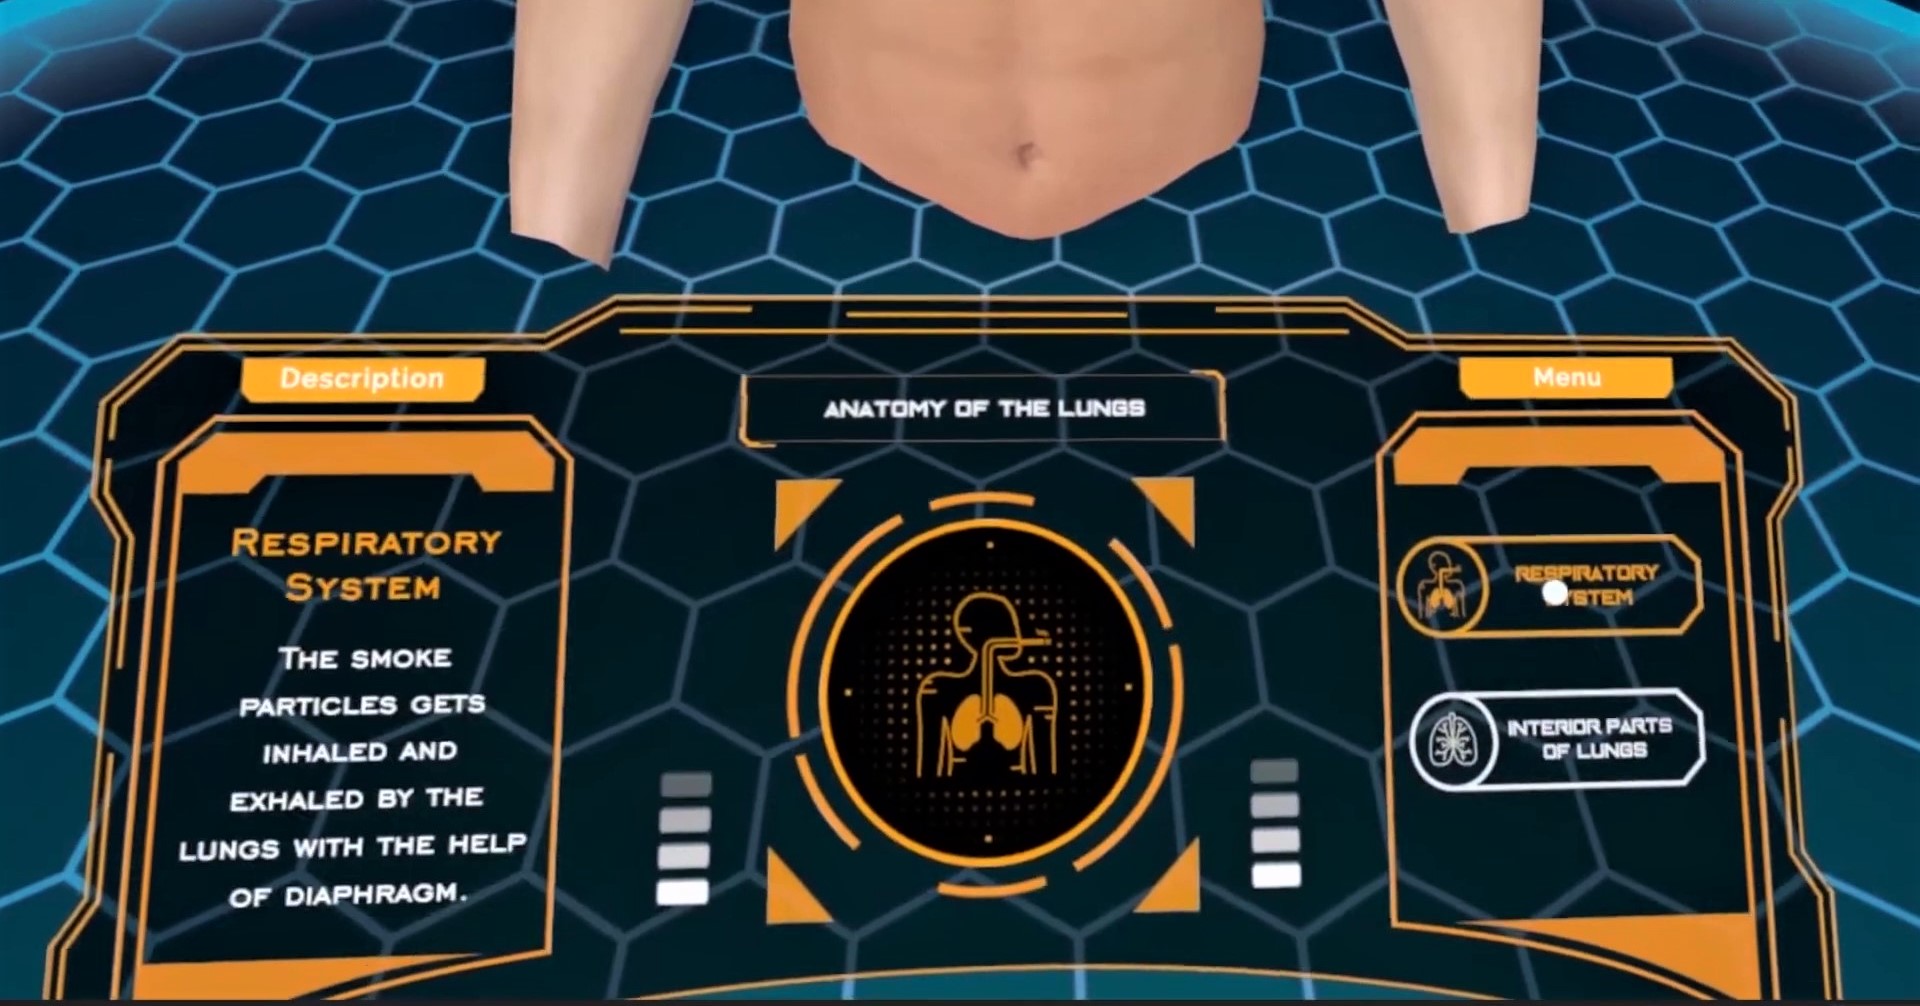 Description
ANATOMY OF THE LUNGS
Menu
RESPIRATORY
SYSTEM
THE SMOKE
PARTICLES GETS
INHALED AND
EXHALED BY THE
LUNGS WITH THE HELP
OF DIAPHRAGM.
RESPIRATORY
SYSTEM
INTERIOR PARTS
OF LUNGS